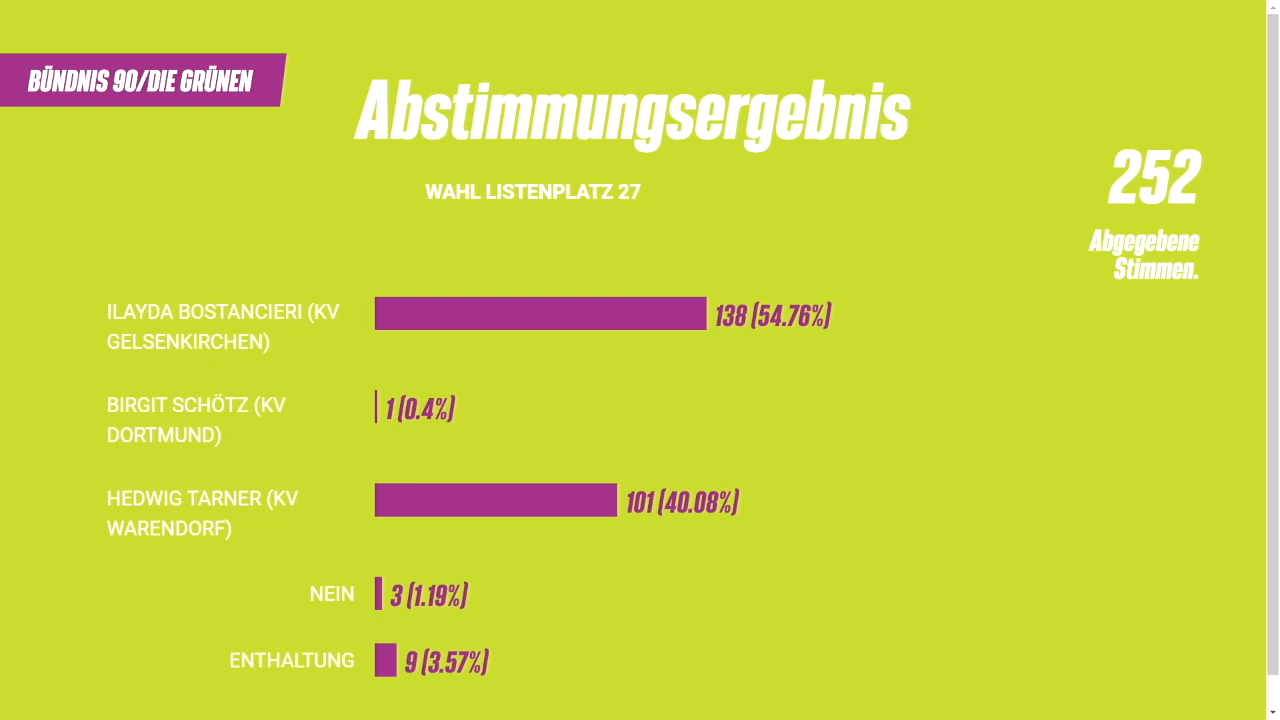 BÜNDNIS 90/DIE GRÜNEN
Abstimmungsergebnis
WAHL LISTENPLATZ 27
252
Abgegebene
Stimmen.
ILAYDA BOSTANCIERI (KV
GELSENKIRCHEN)
138 (54.76%)
BIRGIT SCHÖTZ (KV
DORTMUND)
1 (0.4%)
HEDWIG TARNER (KV
WARENDORF)
101 (40.08%)
NEIN
3 (1.19%)
ENTHALTUNG
9 (3.57%)